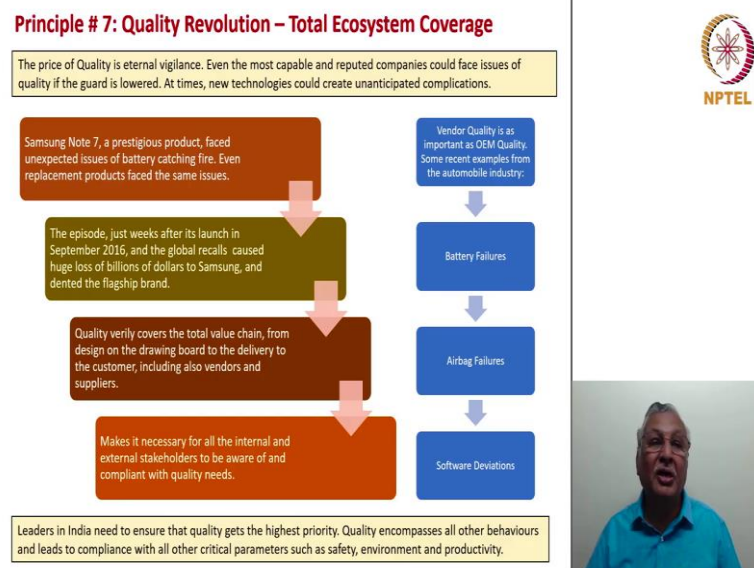 Principle # 7: Quality Revolution – Total Ecosystem Coverage
The price of Quality is eternal vigilance. Even the most capable and reputed companies could face issues of
quality if the guard is lowered. At times, new technologies could create unanticipated complications.
Samsung Note 7, a prestigious product, faced
unexpected issues of battery catching fire. Even
replacement products faced the same issues.
The episode, just weeks after its launch in
September 2016, and the global recalls caused
huge loss of billions of dollars to Samsung, and
dented the flagship brand.
Quality verily covers the total value chain, from
design on the drawing board to the delivery to
the customer, including also vendors and
suppliers.
Makes it necessary for all the internal and
external stakeholders to be aware of and
compliant with quality needs.
Vendor Quality is as
important as OEM Quality.
Some recent examples from
the automobile industry:
Battery Failures
Airbag Failures
Software Deviations
Leaders in India need to ensure that quality gets the highest priority. Quality encompasses all other behaviours
and leads to compliance with all other critical parameters such as safety, environment and productivity.
NPTEL